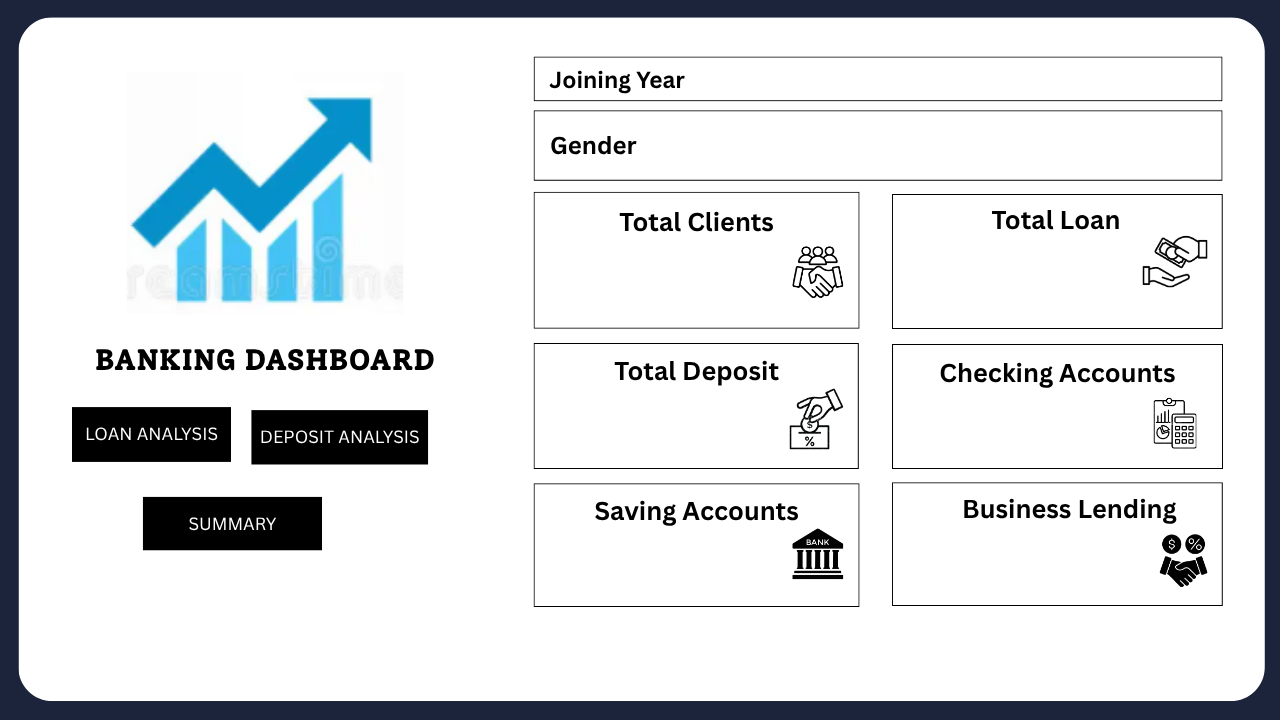 Joining Year
Gender
Total Clients
Total Loan
BANKING DASHBOARD
Total Deposit
$
%
Checking Accounts
LOAN ANALYSIS
DEPOSIT ANALYSIS
SUMMARY
Saving Accounts
BANK
Business Lending
$ %